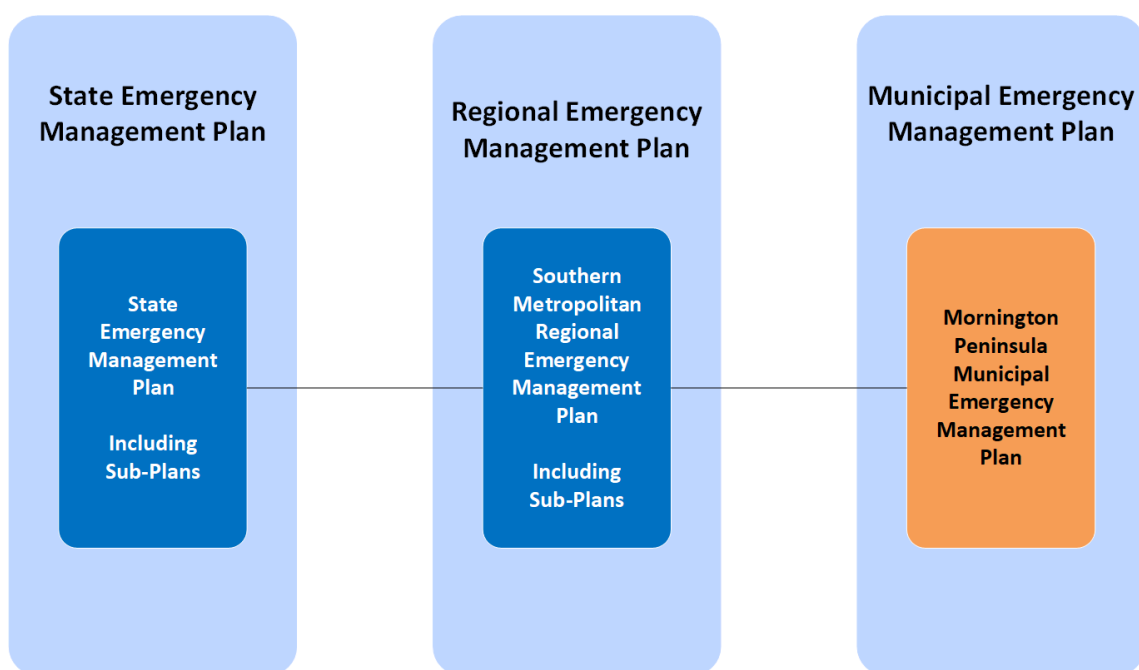 State Emergency
Management Plan
Regional Emergency
Management Plan
Municipal Emergency
Management Plan
State
Emergency
Management
Plan
Including
Sub-Plans
Southern
Metropolitan
Regional
Emergency
Management
Plan
Including
Sub-Plans
Mornington
Peninsula
Municipal
Emergency
Management
Plan